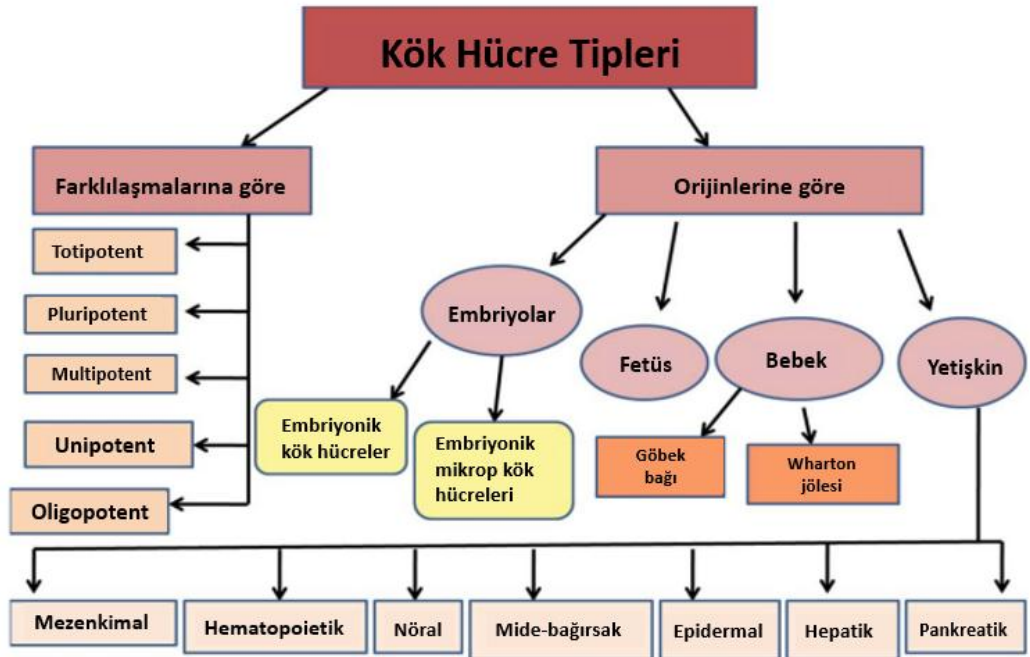 Kök Hücre Tipleri
Farklılaşmalarına göre
Orijinlerine göre
Totipotent
Pluripotent
Multipotent
Unipotent
Oligopotent
Embriyolar
Fetüs
Bebek
Yetişkin
Embriyonik
kök hücreler
Embriyonik
mikrop kök
hücreleri
Göbek
bağı
Wharton
jölesi
Mezenkimal
Hematopoietik
Nöral
Mide-bağırsak
Epidermal
Hepatik
Pankreatik